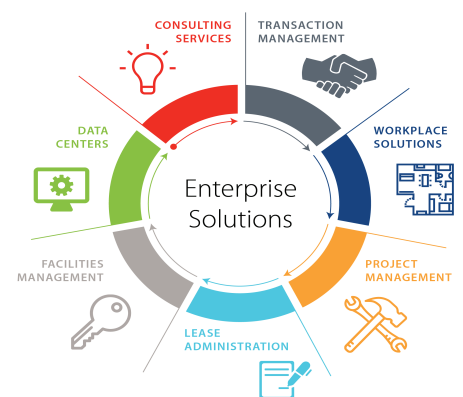 CONSULTING
SERVICES
TRANSACTION
MANAGEMENT
WORKPLACE
SOLUTIONS
PROJECT
MANAGEMENT
LEASE
ADMINISTRATION
FACILITIES
MANAGEMENT
DATA
CENTERS
Enterprise
Solutions